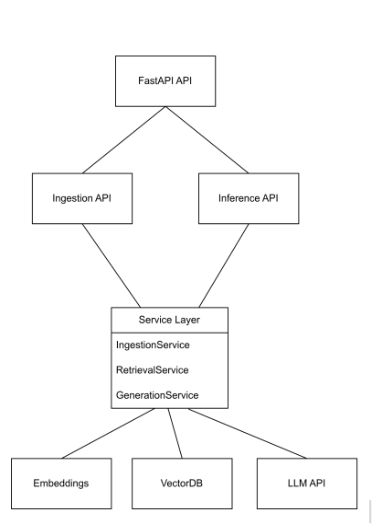 FastAPI API
Ingestion API
Inference API
Service Layer
IngestionService
RetrievalService
GenerationService
Embeddings
VectorDB
LLM API